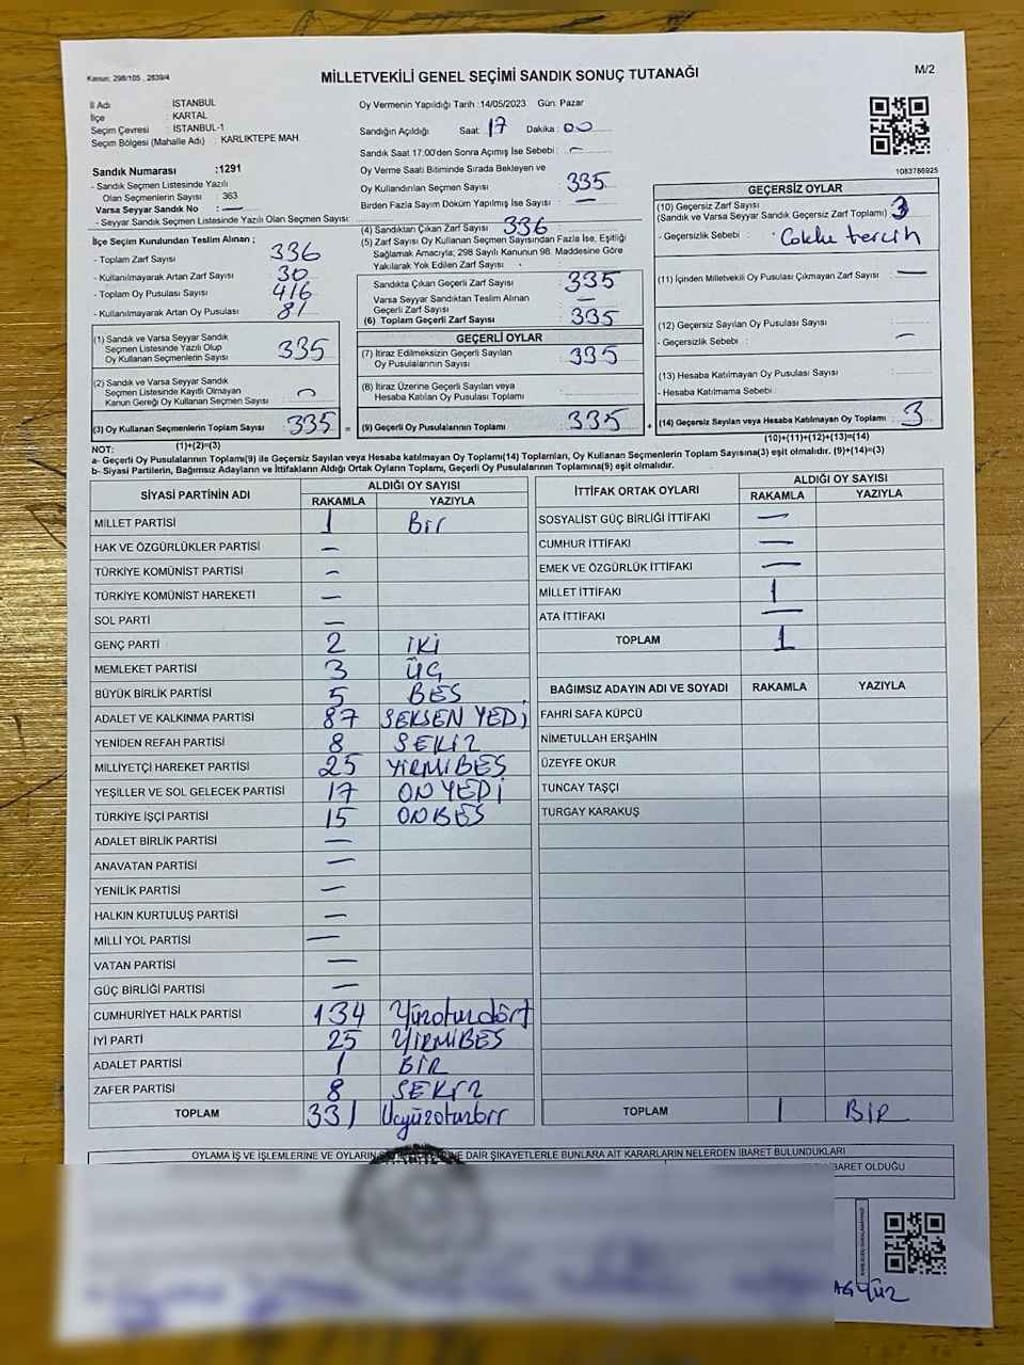 Kanun: 298/105 , 2839/4
MİLLETVEKİLİ GENEL SEÇİMİ SANDIK SONUÇ TUTANAĞI
M/2
İl Adı : İSTANBUL
İlçe : KARTAL
Seçim Çevresi : İSTANBUL-1
Seçim Bölgesi (Mahalle Adı) : KARLIKTEPE MAH
Oy Vermenin Yapıldığı Tarih :14/05/2023 Gün: Pazar
Sandığın Açıldığı Saat: 17 Dakika : 00
Sandık Saat 17:00'den Sonra Açımış İse Sebebi : —
Oy Verme Saati Bitiminde Sırada Bekleyen ve
Oy Kullandırılan Seçmen Sayısı : 335
Birden Fazla Sayım Döküm Yapılmış İse Sayısı : —
Sandık Numarası :1291
- Sandık Seçmen Listesinde Yazılı
Olan Seçmenlerin Sayısı : 363
Varsa Seyyar Sandık No : —
- Seyyar Sandık Seçmen Listesinde Yazılı Olan Seçmen Sayısı:
İlçe Seçim Kurulundan Teslim Alınan ;
- Toplam Zarf Sayısı : 336
- Kullanılmayarak Artan Zarf Sayısı : 30
- Toplam Oy Pusulası Sayısı : 416
- Kullanılmayarak Artan Oy Pusulası : 81
(1) Sandık ve Varsa Seyyar Sandık
Seçmen Listesinde Yazılı Olup
Oy Kullanan Seçmenlerin Sayısı : 335
(2) Sandık ve Varsa Seyyar Sandık
Seçmen Listesinde Kayıtlı Olmayan
Kanun Gereği Oy Kullanan Seçmen Sayısı :
(3) Oy Kullanan Seçmenlerin Toplam Sayısı : 335 =
(1)+(2)=(3)
(4) Sandıktan Çıkan Zarf Sayısı : 336
(5) Zarf Sayısı Oy Kullanan Seçmen Sayısından Fazla İse, Eşitliği
Sağlamak Amacıyla; 298 Sayılı Kanunun 98. Maddesine Göre
Yakılarak Yok Edilen Zarf Sayısı :
Sandıkta Çıkan Geçerli Zarf Sayısı : 335
Varsa Seyyar Sandıktan Teslim Alınan
Geçerli Zarf Sayısı : —
(6) Toplam Geçerli Zarf Sayısı : 335
GEÇERLİ OYLAR
(7) İtiraz Edilmeksizin Geçerli Sayılan
Oy Pusulalarının Sayısı : 335
(8) İtiraz Üzerine Geçerli Sayılan veya
Hesaba Katılan Oy Pusulası Toplamı :
(9) Geçerli Oy Pusulalarının Toplamı : 335 +
1083786925
GEÇERSİZ OYLAR
(10) Geçersiz Zarf Sayısı
(Sandık ve Varsa Seyyar Sandık Geçersiz Zarf Toplamı) : 3
- Geçersizlik Sebebi : Coklu tercih
(11) İçinden Milletvekili Oy Pusulası Çıkmayan Zarf Sayısı : —
(12) Geçersiz Sayılan Oy Pusulası Sayısı :
- Geçersizlik Sebebi : —
(13) Hesaba Katılmayan Oy Pusulası Sayısı :
- Hesaba Katılmama Sebebi :
(14) Geçersiz Sayılan veya Hesaba Katılmayan Oy Toplamı : 3
(10)+(11)+(12)+(13)=(14)
NOT:
a- Geçerli Oy Pusulalarının Toplamı(9) ile Geçersiz Sayılan veya Hesaba katılmayan Oy Toplamı(14) Toplamları, Oy Kullanan Seçmenlerin Toplam Sayısına(3) eşit olmalıdır. (9)+(14)=(3)
b- Siyasi Partilerin, Bağımsız Adayların ve İttifakların Aldığı Ortak Oyların Toplamı, Geçerli Oy Pusulalarının Toplamına(9) eşit olmalıdır.
SİYASİ PARTİNİN ADI ALDIĞI OY SAYISI
RAKAMLA YAZIYLA
MİLLET PARTİSİ 1 Bir
HAK VE ÖZGÜRLÜKLER PARTİSİ —
TÜRKİYE KOMÜNİST PARTİSİ —
TÜRKİYE KOMÜNİST HAREKETİ —
SOL PARTİ —
GENÇ PARTİ 2 İKİ
MEMLEKET PARTİSİ 3 ÜÇ
BÜYÜK BİRLİK PARTİSİ 5 BEŞ
ADALET VE KALKINMA PARTİSİ 87 SEKSEN YEDİ
YENİDEN REFAH PARTİSİ 8 SEKİZ
MİLLİYETÇİ HAREKET PARTİSİ 25 YİRMİBEŞ
YEŞİLLER VE SOL GELECEK PARTİSİ 17 ON YEDİ
TÜRKİYE İŞÇİ PARTİSİ 15 ONBEŞ
ADALET BİRLİK PARTİSİ —
ANAVATAN PARTİSİ —
YENİLİK PARTİSİ —
HALKIN KURTULUŞ PARTİSİ —
MİLLİ YOL PARTİSİ —
VATAN PARTİSİ —
GÜÇ BİRLİĞİ PARTİSİ —
CUMHURİYET HALK PARTİSİ 134 Yüzotuzdört
İYİ PARTİ 25 YİRMİBEŞ
ADALET PARTİSİ 1 BİR
ZAFER PARTİSİ 8 SEKİZ
TOPLAM 331 Üçyüzotuzbir
İTTİFAK ORTAK OYLARI ALDIĞI OY SAYISI
RAKAMLA YAZIYLA
SOSYALİST GÜÇ BİRLİĞİ İTTİFAKI —
CUMHUR İTTİFAKI —
EMEK VE ÖZGÜRLÜK İTTİFAKI —
MİLLET İTTİFAKI 1
ATA İTTİFAKI —
TOPLAM 1
BAĞIMSIZ ADAYIN ADI VE SOYADI RAKAMLA YAZIYLA
FAHRİ SAFA KÜPCÜ
NİMETULLAH ERŞAHİN
ÜZEYFE OKUR
TUNCAY TAŞÇI
TURGAY KARAKUŞ
TOPLAM 1 BİR
OYLAMA İŞ VE İŞLEMLERİNE VE OYLARIN DAİR ŞİKAYETLERLE BUNLARA AİT KARARLARIN NELERDEN İBARET BULUNDUKLARI
BARET OLDUĞU